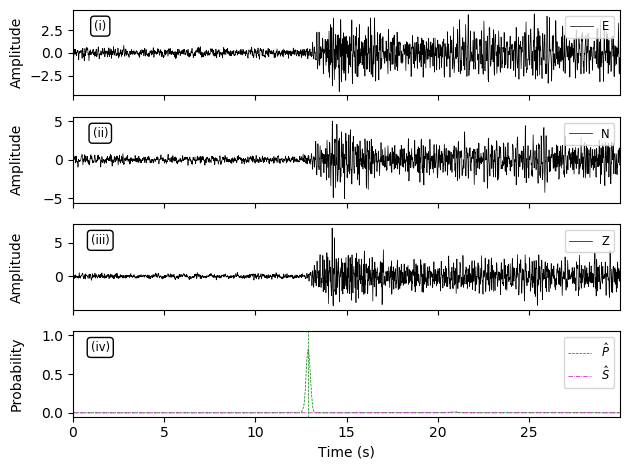 (i)
E
Amplitude
2.5
0.0
−2.5
(ii)
N
Amplitude
5
0
−5
(iii)
Z
Amplitude
5
0
(iv)
P̂
Ŝ
Probability
1.0
0.5
0.0
0 5 10 15 20 25
Time (s)